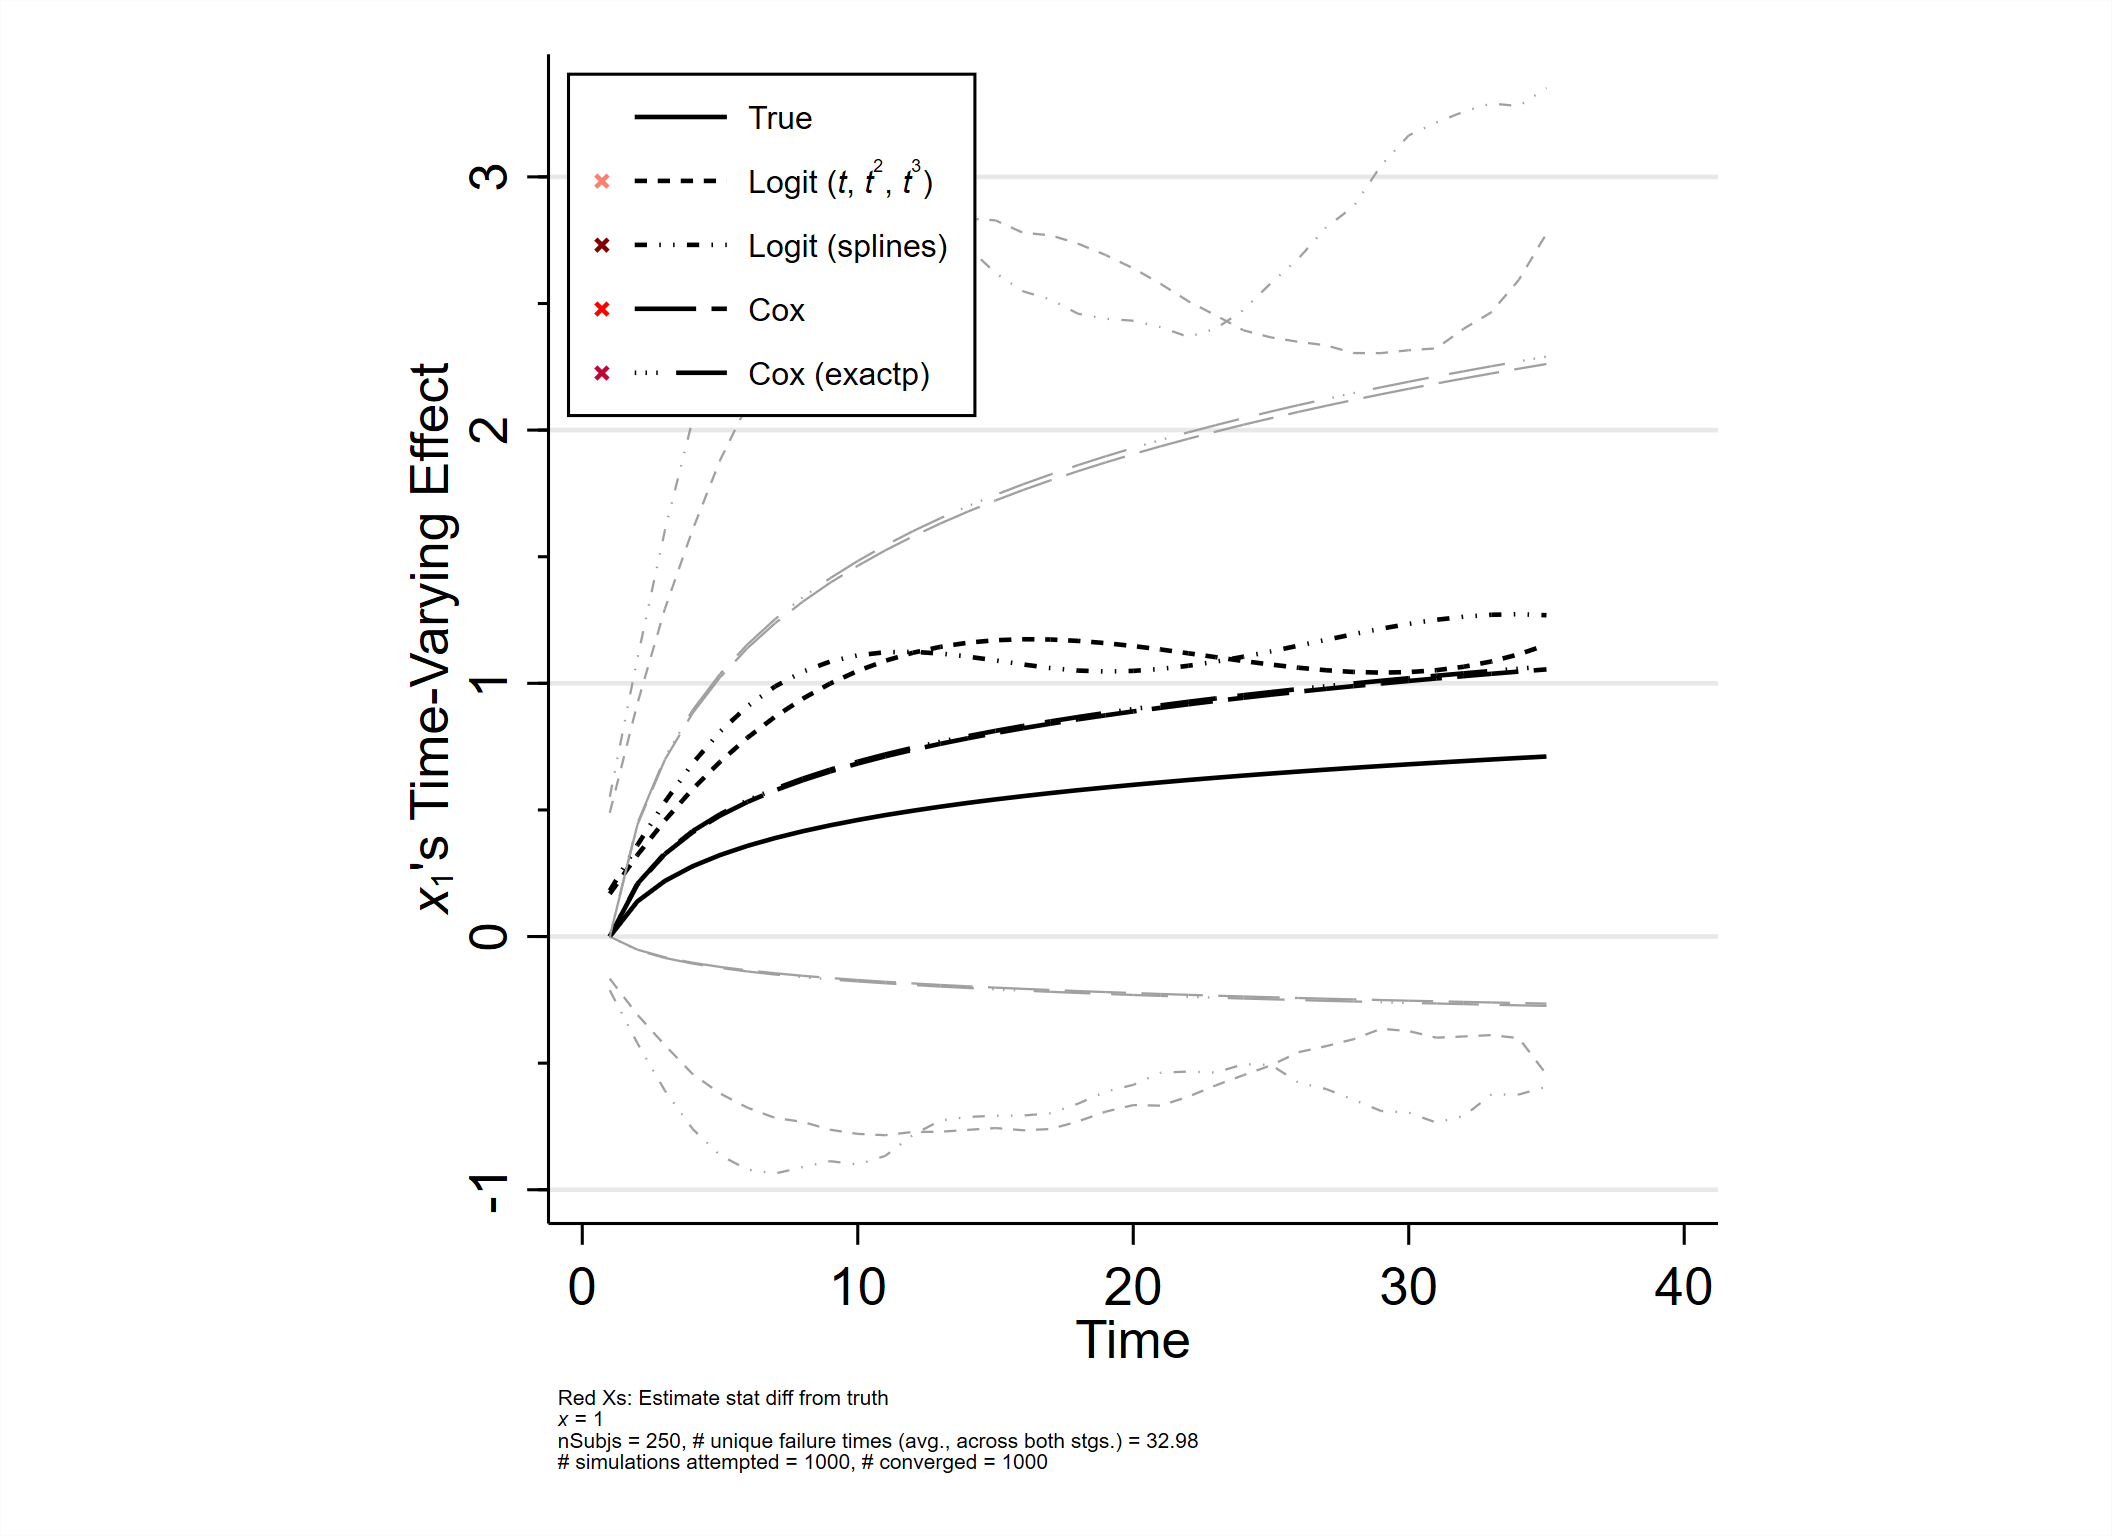 True
Logit (t, t², t³)
Logit (splines)
Cox
Cox (exactp)
x₁'s Time-Varying Effect
3
2
1
0
-1
0 10 20 30 40
Time
Red Xs: Estimate stat diff from truth
x = 1
nSubjs = 250, # unique failure times (avg., across both stgs.) = 32.98
# simulations attempted = 1000, # converged = 1000